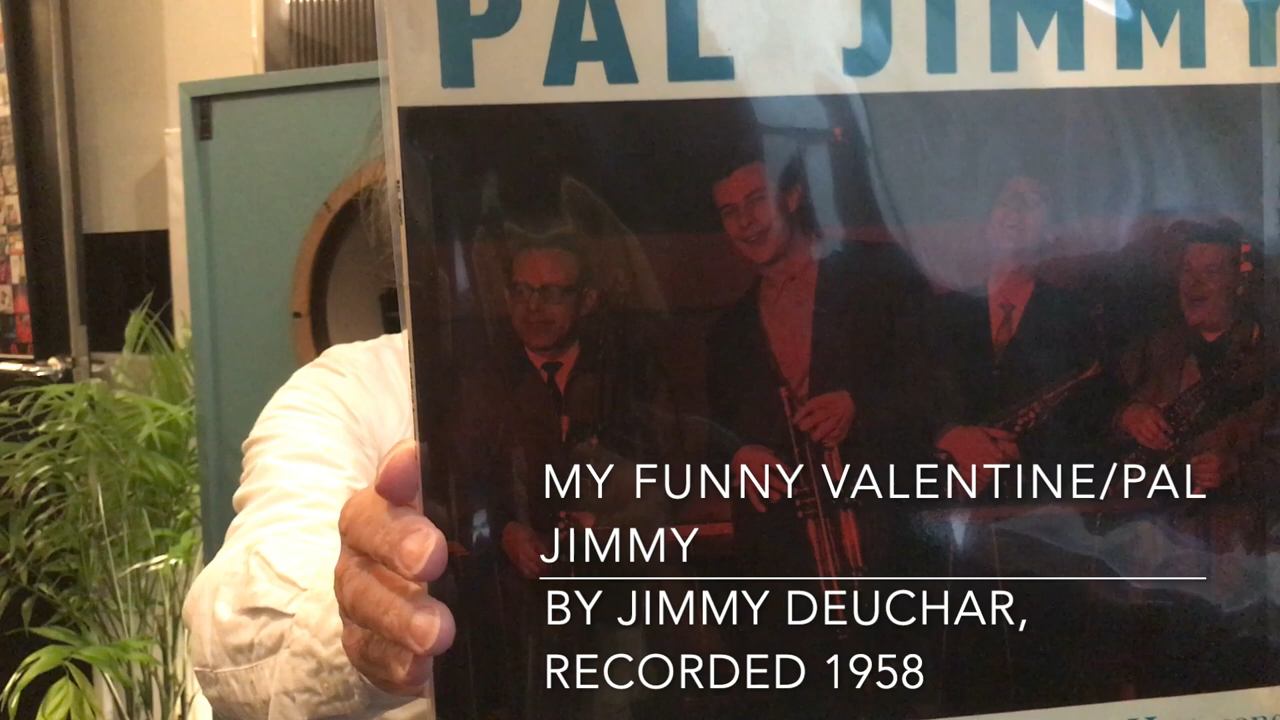 PAL JIMMY
MY FUNNY VALENTINE/PAL
JIMMY
BY JIMMY DEUCHAR,
RECORDED 1958